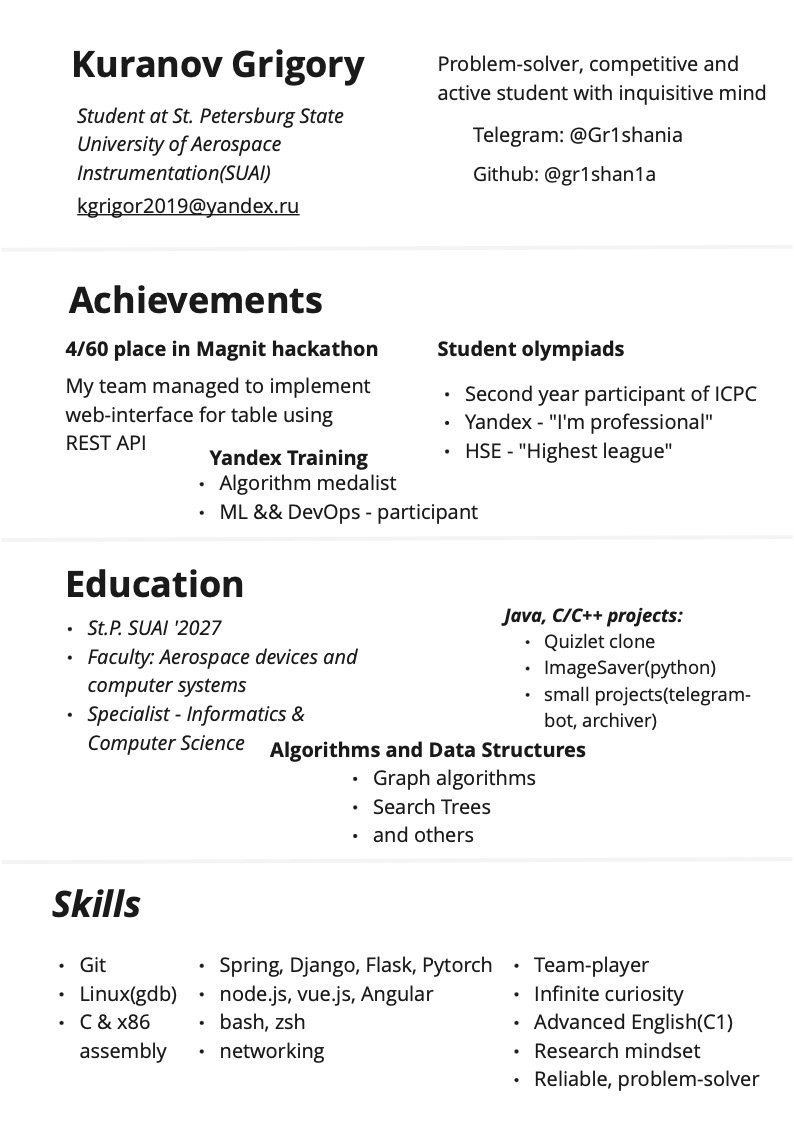 Kuranov Grigory
Student at St. Petersburg State
University of Aerospace
Instrumentation(SUAI)
kgrigor2019@yandex.ru
Problem-solver, competitive and
active student with inquisitive mind
Telegram: @Gr1shania
Github: @gr1shan1a
Achievements
4/60 place in Magnit hackathon
My team managed to implement
web-interface for table using
REST API
Student olympiads
• Second year participant of ICPC
• Yandex - "I'm professional"
• HSE - "Highest league"
Yandex Training
• Algorithm medalist
• ML && DevOps - participant
Education
• St.P. SUAI '2027
• Faculty: Aerospace devices and
computer systems
• Specialist - Informatics &
Computer Science
Java, C/C++ projects:
• Quizlet clone
• ImageSaver(python)
• small projects(telegram-
bot, archiver)
Algorithms and Data Structures
• Graph algorithms
• Search Trees
• and others
Skills
• Git
• Linux(gdb)
• C & x86
assembly
• Spring, Django, Flask, Pytorch
• node.js, vue.js, Angular
• bash, zsh
• networking
• Team-player
• Infinite curiosity
• Advanced English(C1)
• Research mindset
• Reliable, problem-solver